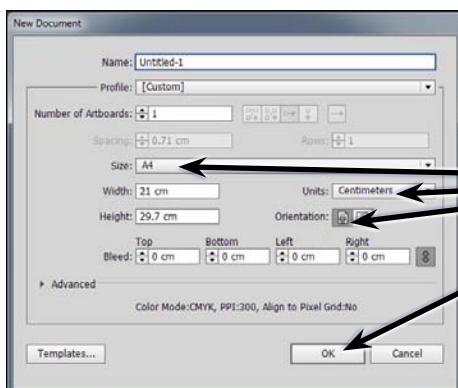 New Document
Name: Untitled-1
Profile: [Custom]
Number of Artboards: 1
Spacing: 0.71 cm Rows: 1
Size: A4
Width: 21 cm Units: Centimeters
Height: 29.7 cm Orientation:
Top Bottom Left Right
Bleed: 0 cm 0 cm 0 cm 0 cm
Advanced
Color Mode:CMYK, PPI:300, Align to Pixel Grid:No
Templates... OK Cancel